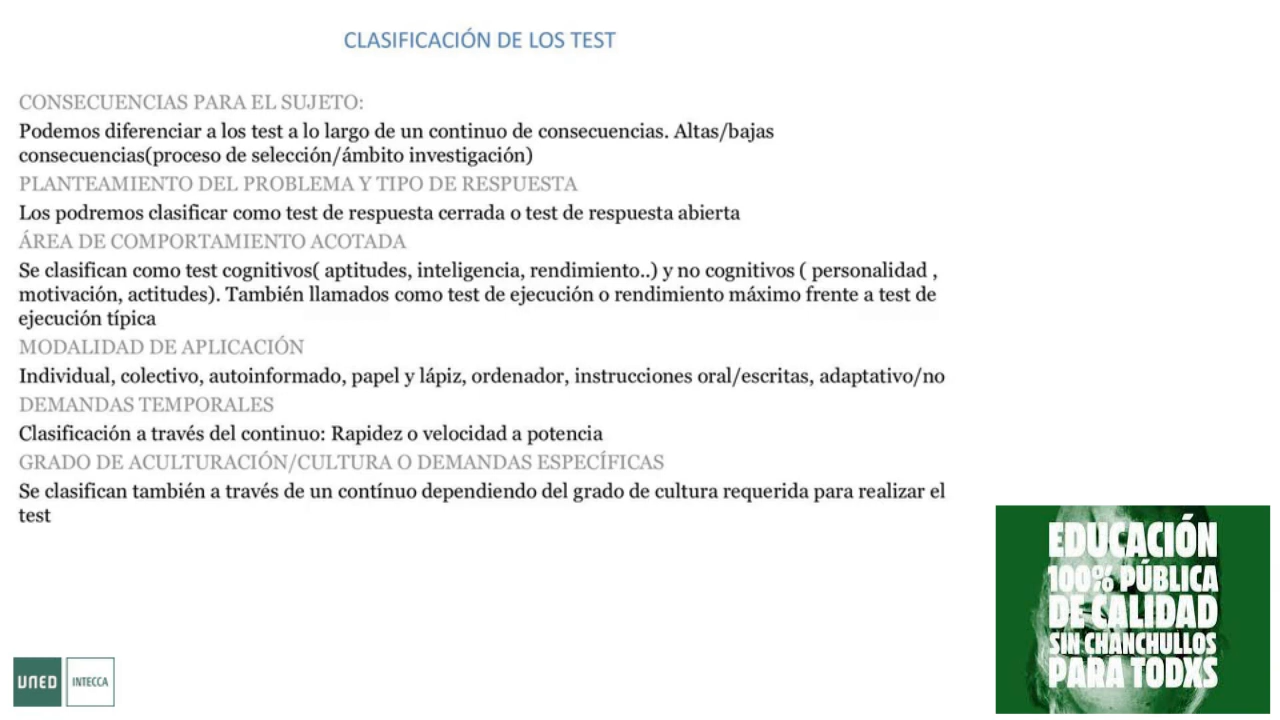 CLASIFICACIÓN DE LOS TEST
CONSECUENCIAS PARA EL SUJETO:
Podemos diferenciar a los test a lo largo de un continuo de consecuencias. Altas/bajas
consecuencias(proceso de selección/ámbito investigación)
PLANTEAMIENTO DEL PROBLEMA Y TIPO DE RESPUESTA
Los podremos clasificar como test de respuesta cerrada o test de respuesta abierta
ÁREA DE COMPORTAMIENTO ACOTADA
Se clasifican como test cognitivos( aptitudes, inteligencia, rendimiento..) y no cognitivos ( personalidad ,
motivación, actitudes). También llamados como test de ejecución o rendimiento máximo frente a test de
ejecución típica
MODALIDAD DE APLICACIÓN
Individual, colectivo, autoinformado, papel y lápiz, ordenador, instrucciones oral/escritas, adaptativo/no
DEMANDAS TEMPORALES
Clasificación a través del continuo: Rapidez o velocidad a potencia
GRADO DE ACULTURACIÓN/CULTURA O DEMANDAS ESPECÍFICAS
Se clasifican también a través de un contínuo dependiendo del grado de cultura requerida para realizar el
test
EDUCACIÓN
100% PÚBLICA
DE CALIDAD
SIN CHANCHULLOS
PARA TODXS
UNED
INTECCA